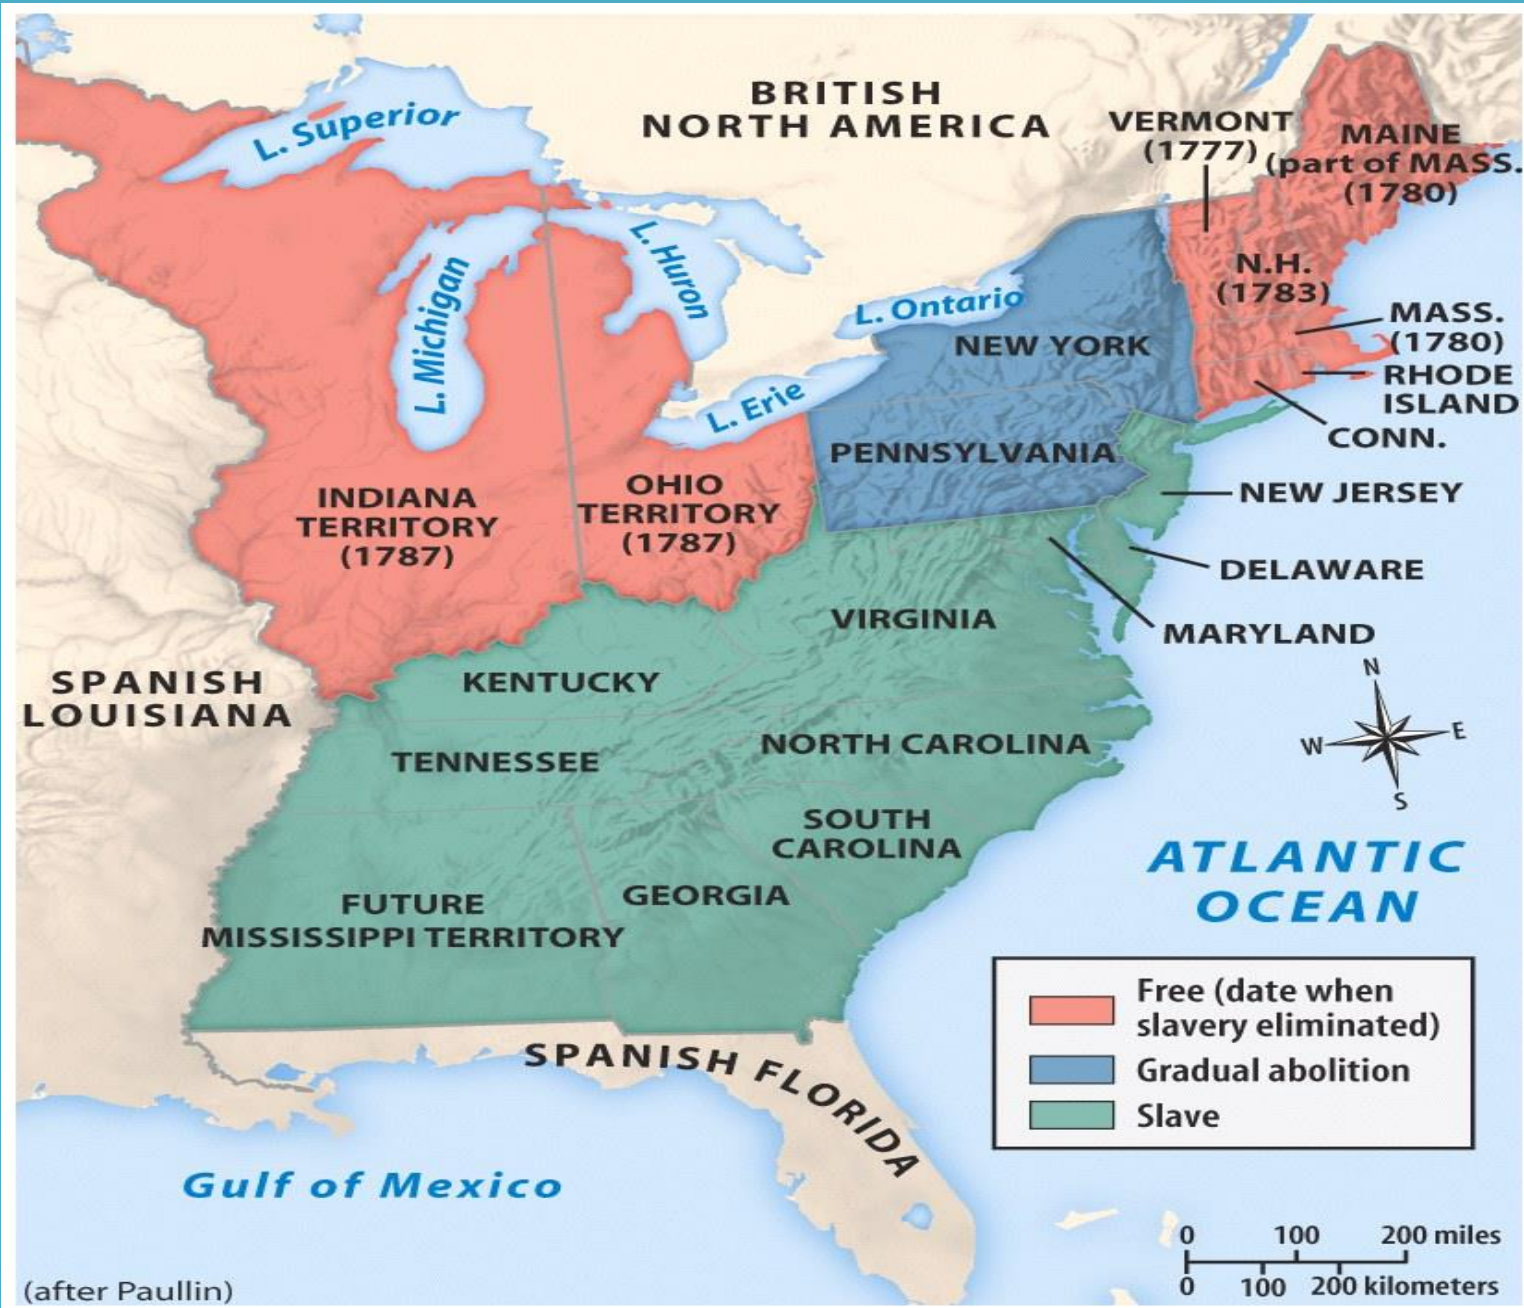 BRITISH
NORTH AMERICA
VERMONT
(1777)
MAINE
(part of MASS.
(1780)
L. Superior
L. Huron
L. Michigan
L. Ontario
L. Erie
N.H.
(1783)
MASS.
(1780)
RHODE
ISLAND
CONN.
NEW YORK
PENNSYLVANIA
NEW JERSEY
INDIANA
TERRITORY
(1787)
OHIO
TERRITORY
(1787)
DELAWARE
VIRGINIA
MARYLAND
SPANISH
LOUISIANA
KENTUCKY
TENNESSEE
NORTH CAROLINA
N
W
E
S
SOUTH
CAROLINA
ATLANTIC
OCEAN
GEORGIA
FUTURE
MISSISSIPPI TERRITORY
Free (date when
slavery eliminated)
Gradual abolition
Slave
SPANISH FLORIDA
Gulf of Mexico
0 100 200 miles
0 100 200 kilometers
(after Paullin)